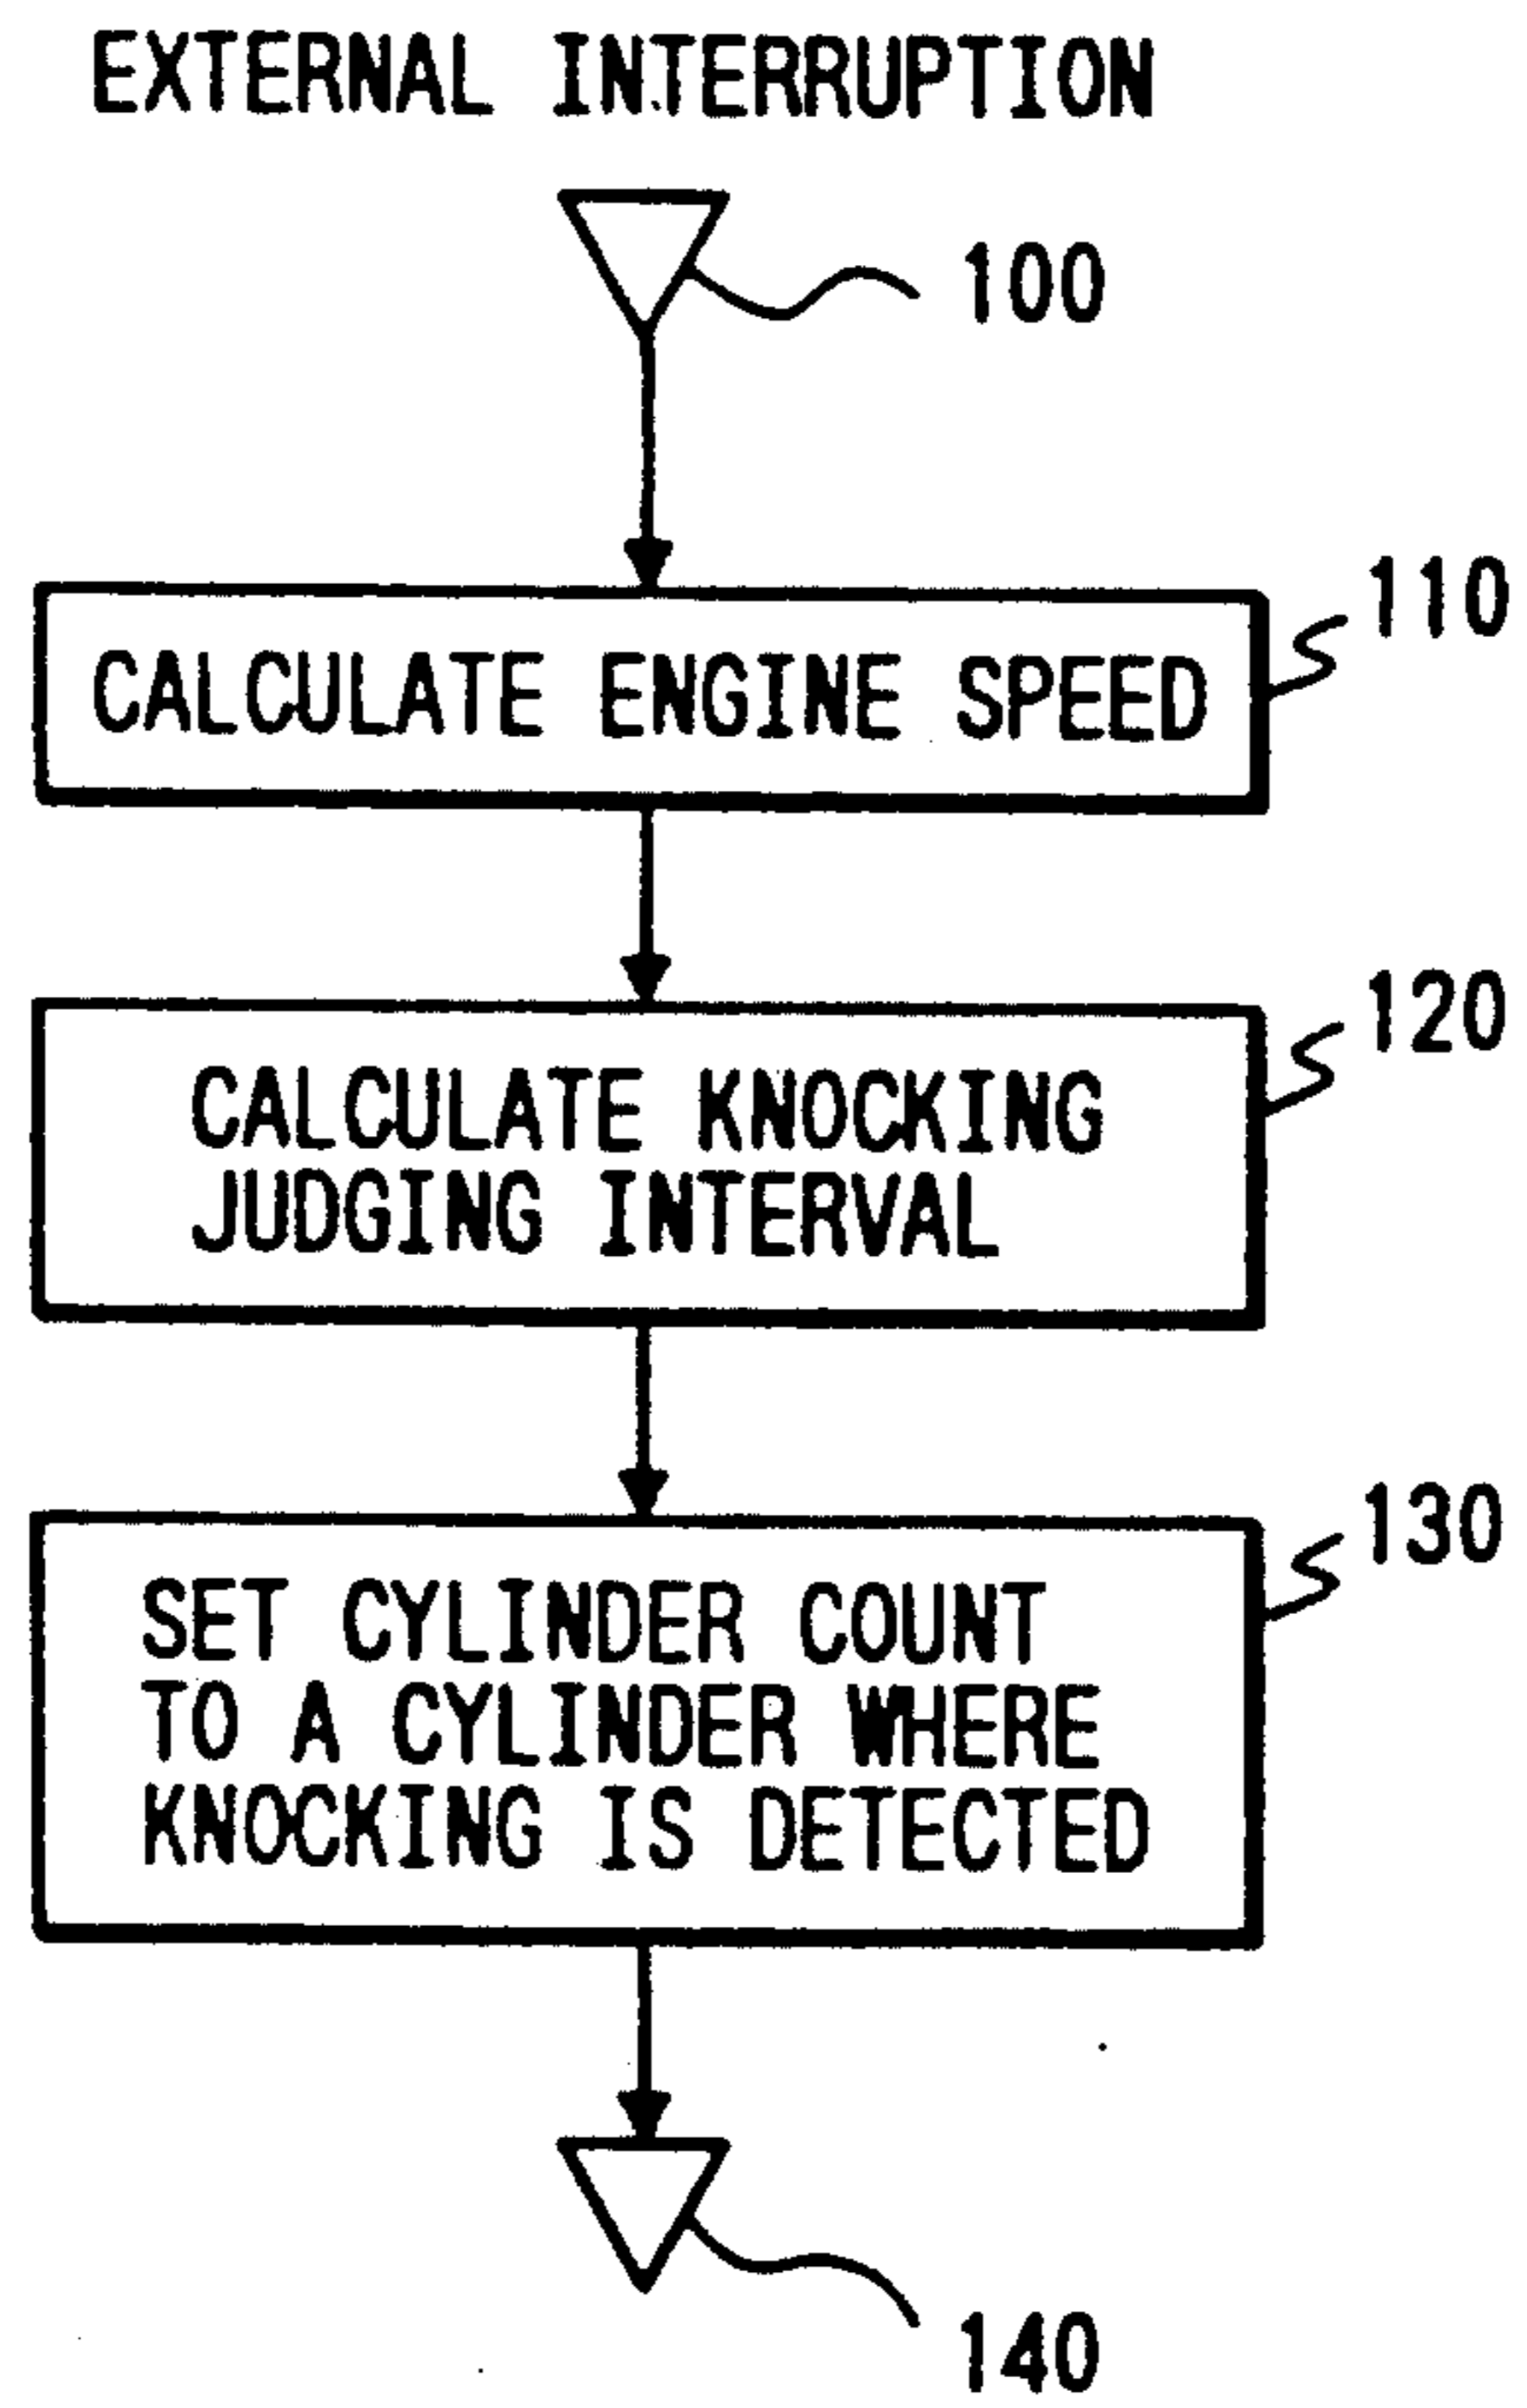 EXTERNAL INTERRUPTION
100
110
CALCULATE ENGINE SPEED
120
CALCULATE KNOCKING
JUDGING INTERVAL
130
SET CYLINDER COUNT
TO A CYLINDER WHERE
KNOCKING IS DETECTED
140